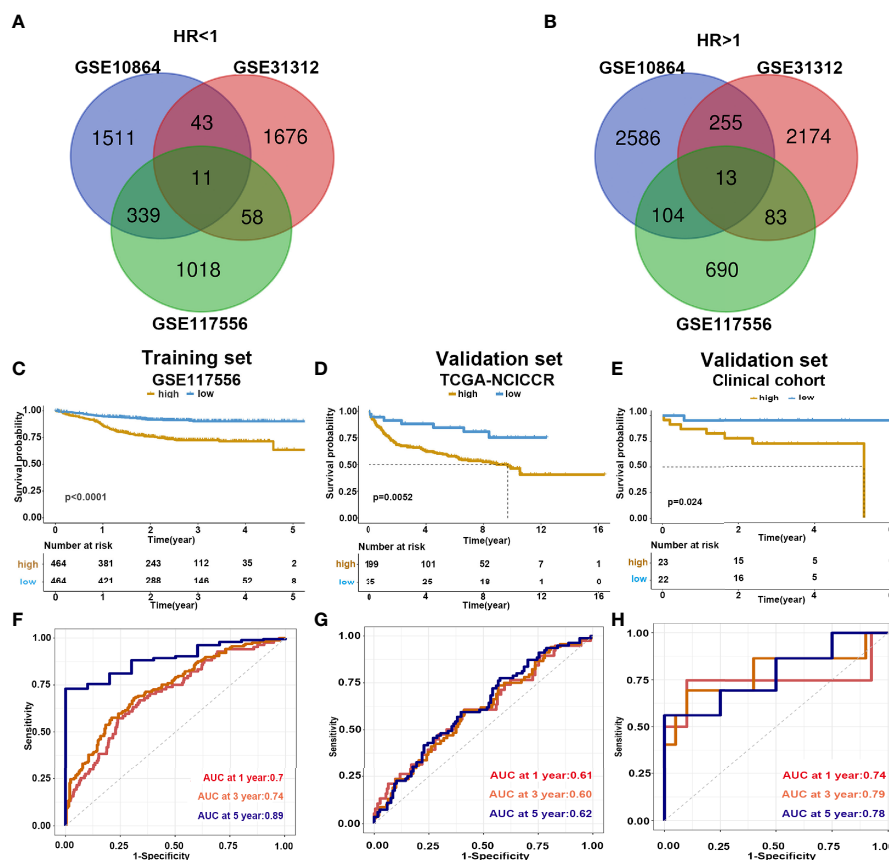 A
HR<1
GSE10864
GSE31312
1511
43
1676
11
339
58
1018
GSE117556
B
HR>1
GSE10864
GSE31312
2586
255
2174
13
104
83
690
GSE117556
C
Training set
GSE117556
high low
Survival probability
1.00
0.75
0.50
0.25
0.00
p<0.0001
0 1 2 3 4 5
Time(year)
Number at risk
high 464 381 243 112 35 2
low 464 421 288 146 52 8
Time(year)
D
Validation set
TCGA-NCICCR
high low
Survival probability
1.00
0.75
0.50
0.25
0.00
p=0.0052
0 4 8 12 16
Time(year)
Number at risk
high 199 101 52 7 1
low 25 18 1 0
0 4 8 12 16
Time(year)
E
Validation set
Clinical cohort
high low
Survival probability
1.00
0.75
0.50
0.25
0.00
p=0.024
0 2 4
Time(year)
Number at risk
high 23 15 5
low 22 16 5
0 2 4
Time(year)
F
Sensitivity
1.00
0.75
0.50
0.25
0.00
AUC at 1 year:0.7
AUC at 3 year:0.74
AUC at 5 year:0.89
0.00 0.25 0.50 0.75 1.00
1-Specificity
G
Sensitivity
1.00
0.75
0.50
0.25
0.00
AUC at 1 year:0.61
AUC at 3 year:0.60
AUC at 5 year:0.62
0.00 0.25 0.50 0.75 1.00
1-Specificity
H
Sensitivity
1.00
0.75
0.50
0.25
0.00
AUC at 1 year:0.74
AUC at 3 year:0.79
AUC at 5 year:0.78
0.00 0.25 0.50 0.75 1.00
1-Specificity